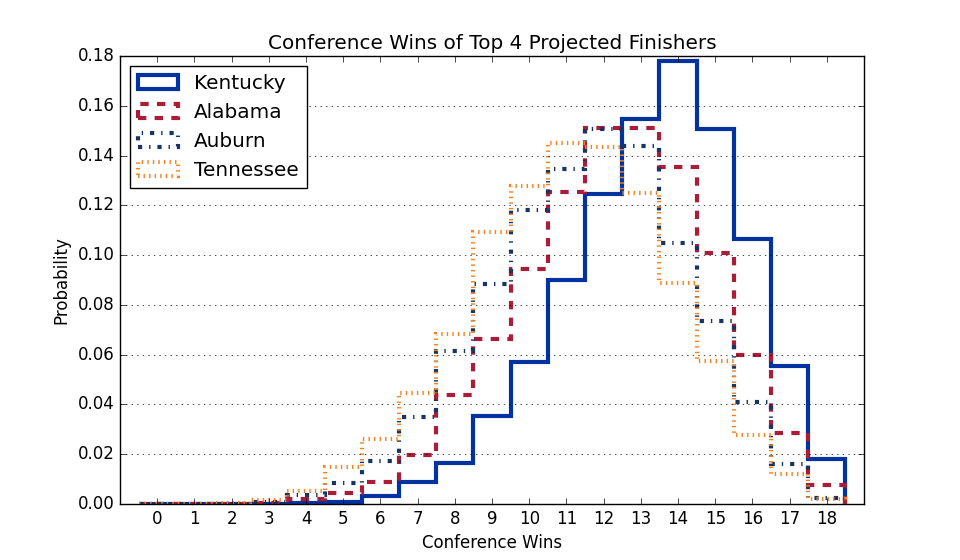 Conference Wins of Top 4 Projected Finishers
Kentucky
Alabama
Auburn
Tennessee
Probability
0.18
0.16
0.14
0.12
0.10
0.08
0.06
0.04
0.02
0.00
0 1 2 3 4 5 6 7 8 9 10 11 12 13 14 15 16 17 18
Conference Wins